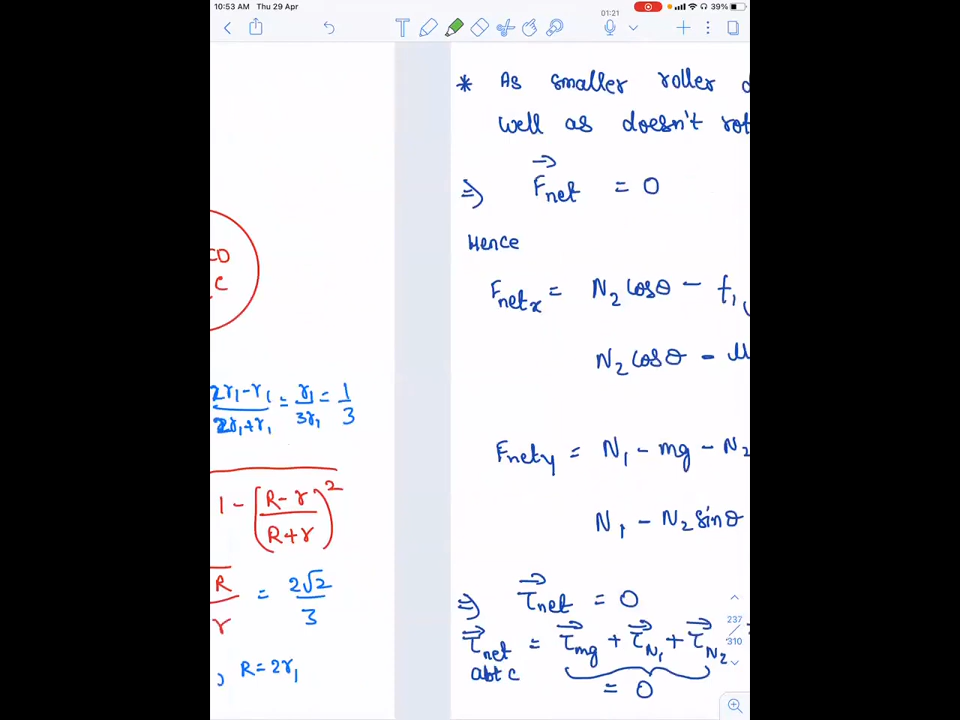 10:53 AM Thu 29 Apr
01:21
39%
CD
C
2r₁-r₁/2r₁+r₁ = r₁/3r₁ = 1/3
1 - (R-r/R+r)²
R/r = 2√2/3
, R = 2r₁
* As smaller roller d
well as doesn't rot
⇒ F⃗net = 0
Hence
Fnetx = N₂ cosθ - f₁,
N₂ cosθ - μ
Fnety = N₁ - mg - N₂
N₁ - N₂ sinθ
⇒ τ⃗net = 0
τ⃗net = τ⃗mg + τ⃗N₁ + τ⃗N₂
abt C
= 0
237
310